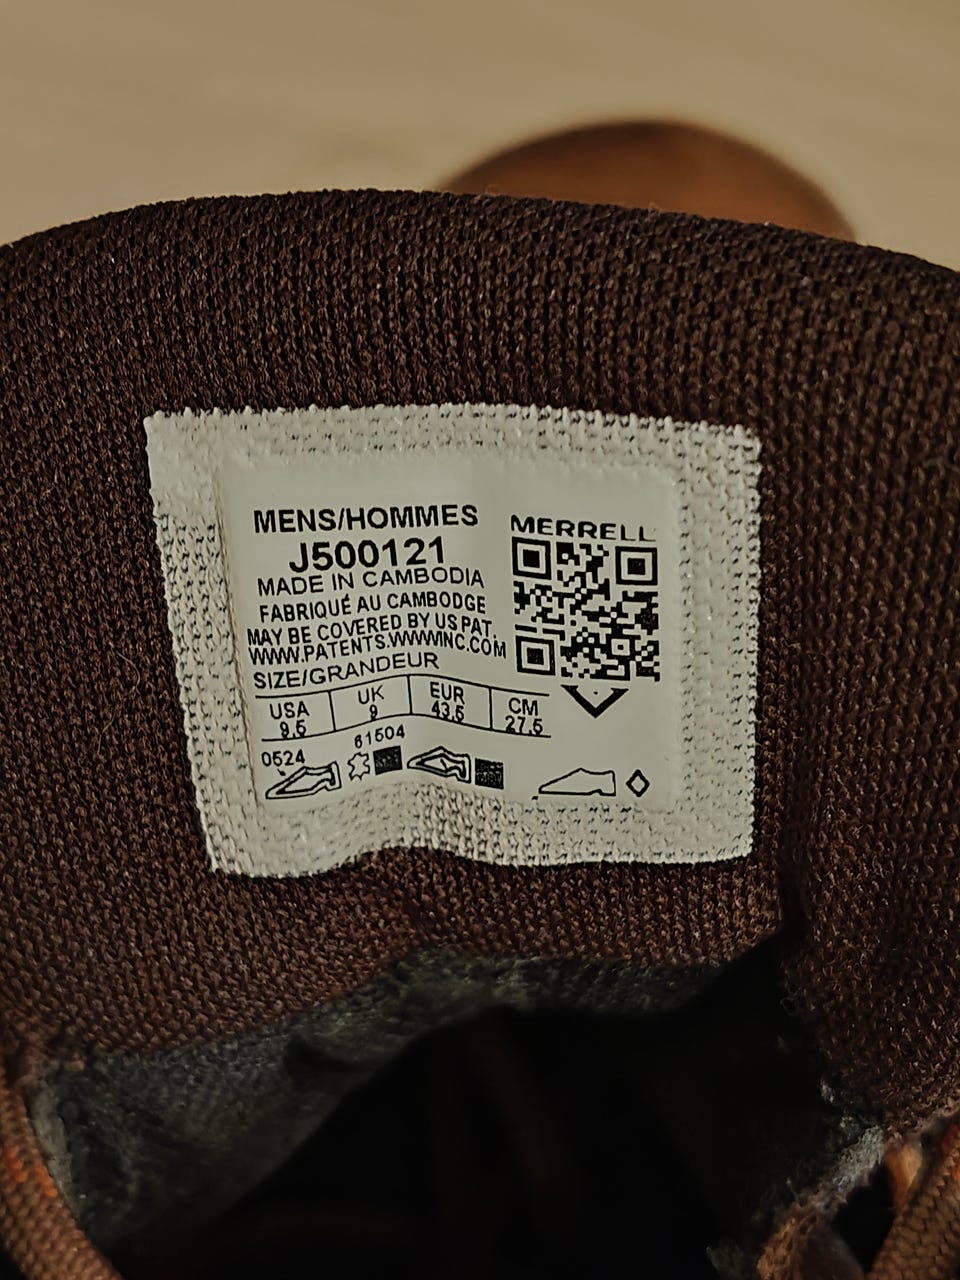 MENS/HOMMES
J500121
MADE IN CAMBODIA
FABRIQUÉ AU CAMBODGE
MAY BE COVERED BY US PAT.
WWW.PATENTS.WWWINC.COM
SIZE/GRANDEUR
USA UK EUR CM
9.5 9 43.5 27.5
0524 61504
MERRELL